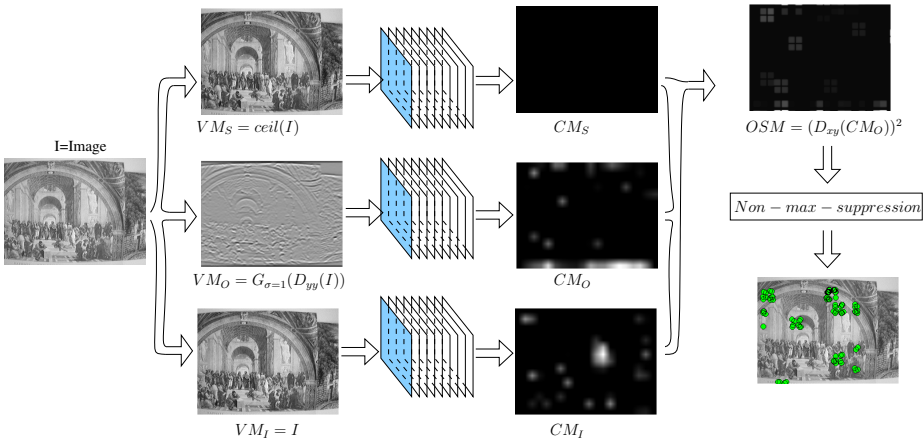 I=Image
VM_S = ceil(I)
CM_S
OSM = (D_{xy}(CM_O))^2
VM_O = G_{σ=1}(D_{yy}(I))
CM_O
Non − max − suppression
VM_I = I
CM_I